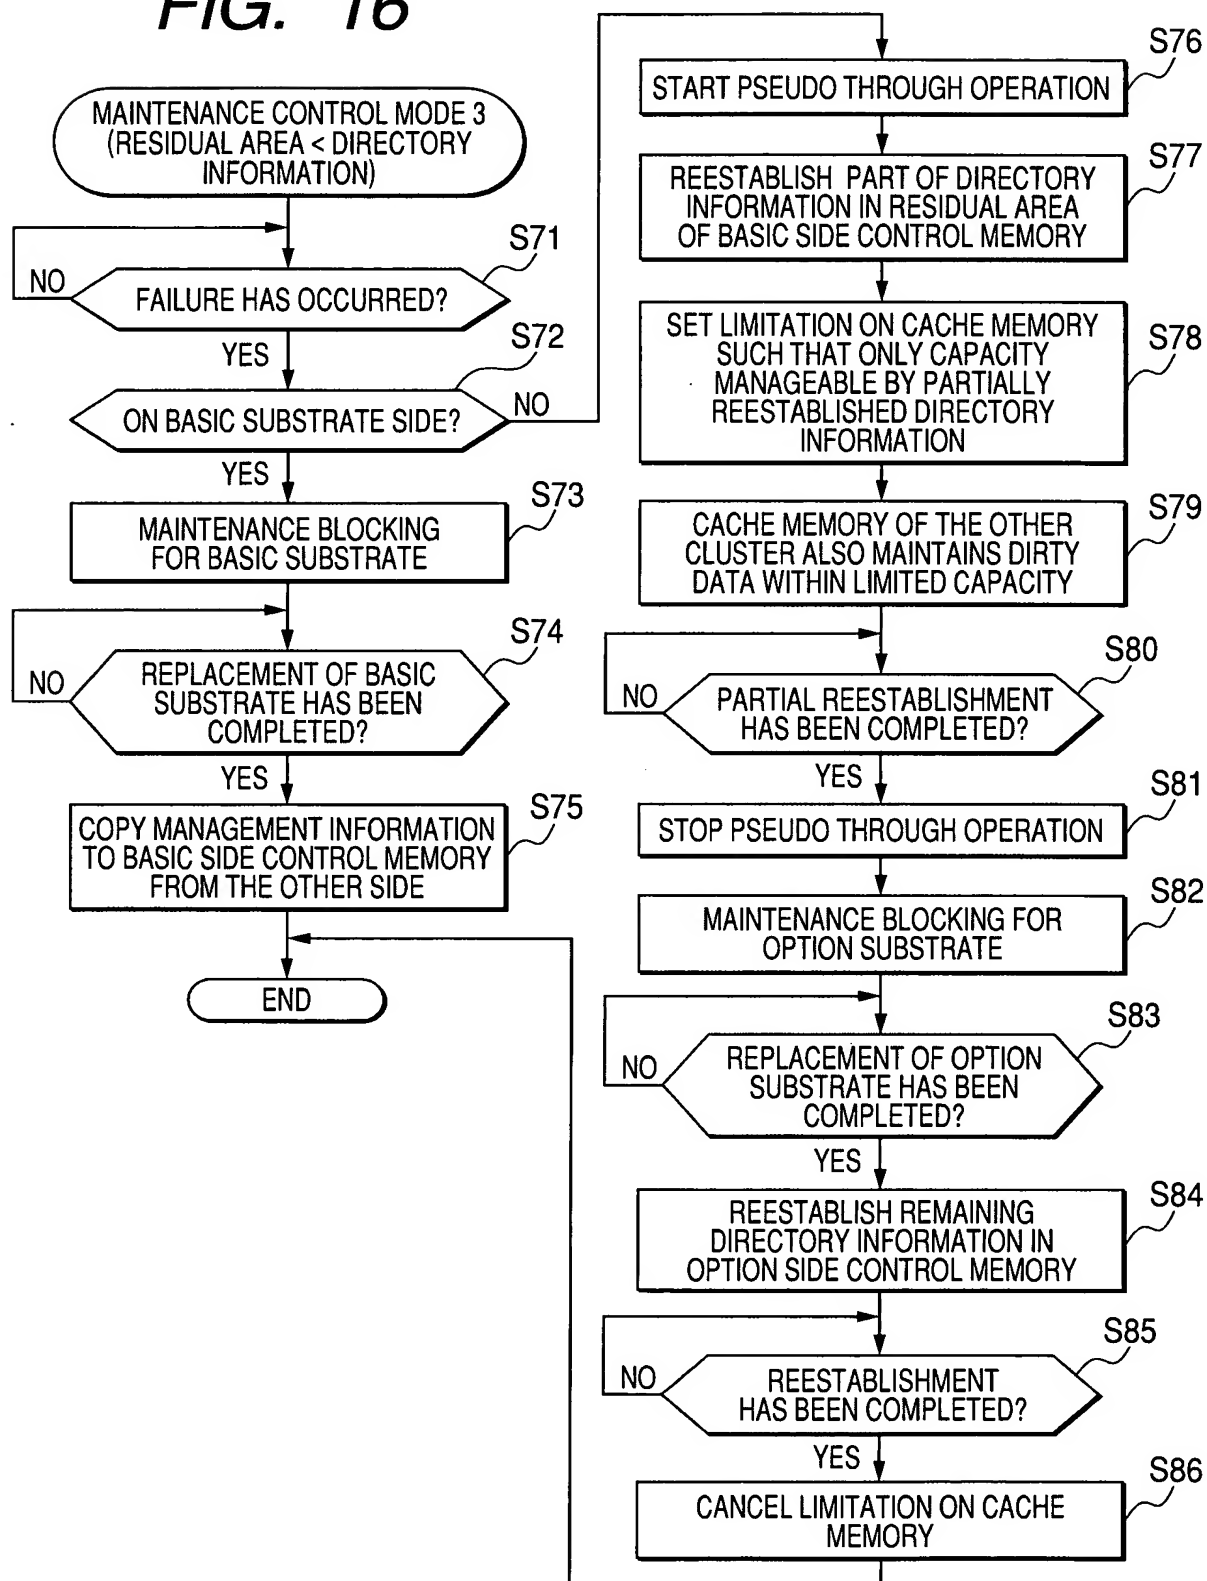 FIG. 16
MAINTENANCE CONTROL MODE 3
(RESIDUAL AREA < DIRECTORY
INFORMATION)
S71
NO
FAILURE HAS OCCURRED?
YES
S72
ON BASIC SUBSTRATE SIDE?
NO
YES
S73
MAINTENANCE BLOCKING
FOR BASIC SUBSTRATE
S74
NO
REPLACEMENT OF BASIC
SUBSTRATE HAS BEEN
COMPLETED?
YES
S75
COPY MANAGEMENT INFORMATION
TO BASIC SIDE CONTROL MEMORY
FROM THE OTHER SIDE
END
S76
START PSEUDO THROUGH OPERATION
S77
REESTABLISH PART OF DIRECTORY
INFORMATION IN RESIDUAL AREA
OF BASIC SIDE CONTROL MEMORY
S78
SET LIMITATION ON CACHE MEMORY
SUCH THAT ONLY CAPACITY
MANAGEABLE BY PARTIALLY
REESTABLISHED DIRECTORY
INFORMATION
S79
CACHE MEMORY OF THE OTHER
CLUSTER ALSO MAINTAINS DIRTY
DATA WITHIN LIMITED CAPACITY
S80
NO
PARTIAL REESTABLISHMENT
HAS BEEN COMPLETED?
YES
S81
STOP PSEUDO THROUGH OPERATION
S82
MAINTENANCE BLOCKING FOR
OPTION SUBSTRATE
S83
NO
REPLACEMENT OF OPTION
SUBSTRATE HAS BEEN
COMPLETED?
YES
S84
REESTABLISH REMAINING
DIRECTORY INFORMATION IN
OPTION SIDE CONTROL MEMORY
S85
NO
REESTABLISHMENT
HAS BEEN COMPLETED?
YES
S86
CANCEL LIMITATION ON CACHE
MEMORY